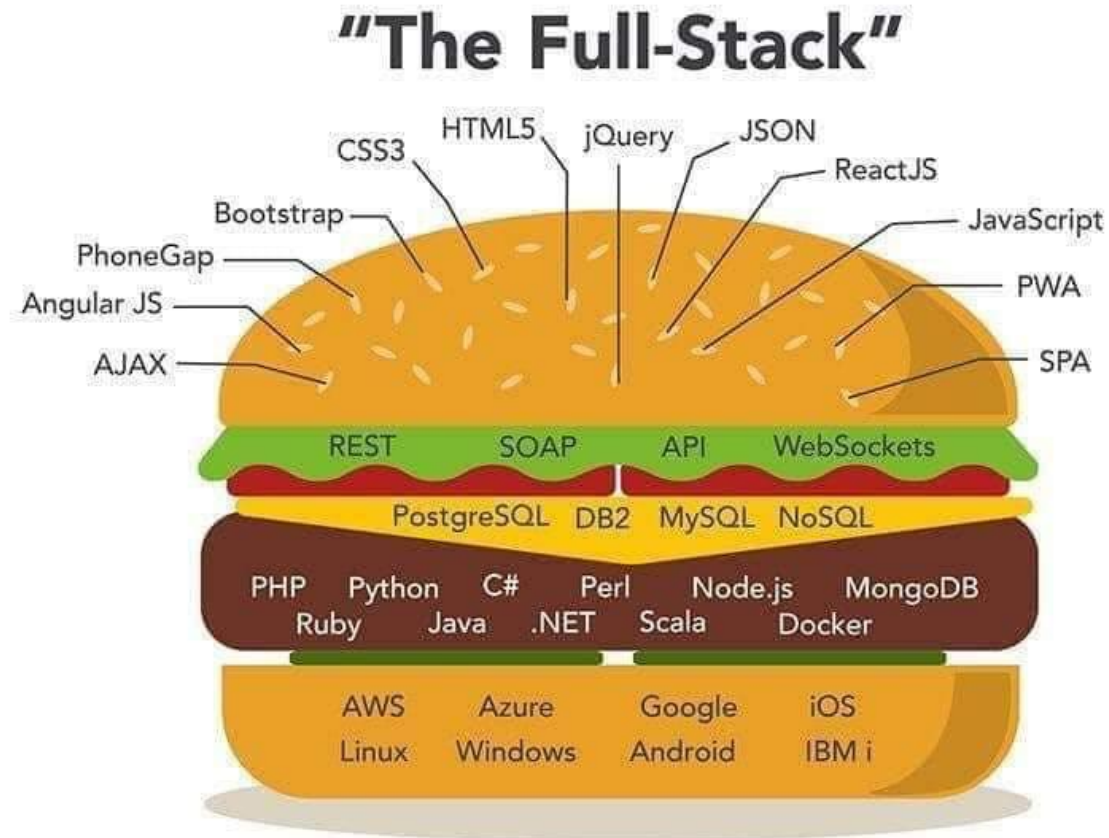 “The Full-Stack”
HTML5
jQuery
JSON
CSS3
ReactJS
Bootstrap
JavaScript
PhoneGap
PWA
Angular JS
AJAX
SPA
REST SOAP API WebSockets
PostgreSQL DB2 MySQL NoSQL
PHP Python C# Perl Node.js MongoDB
Ruby Java .NET Scala Docker
AWS Azure Google iOS
Linux Windows Android IBM i